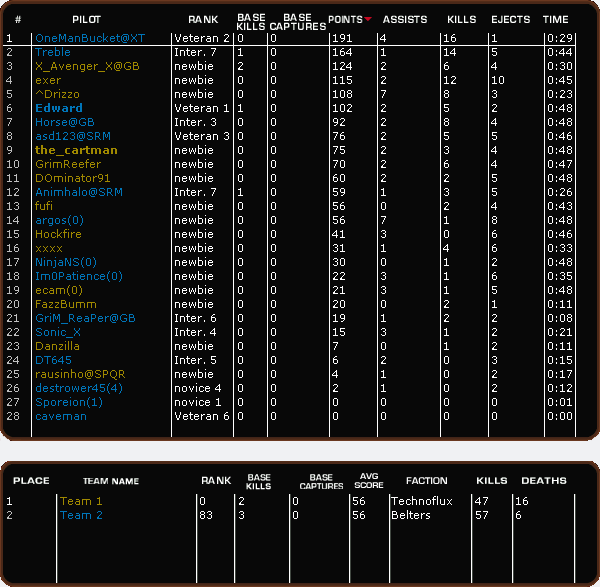 # PILOT RANK BASE KILLS BASE CAPTURES POINTS ASSISTS KILLS EJECTS TIME
1 OneManBucket@XT Veteran 2 0 0 191 4 16 1 0:29
2 Treble Inter. 7 1 0 164 1 14 5 0:44
3 X_Avenger_X@GB newbie 2 0 124 2 6 4 0:30
4 exer newbie 0 0 115 2 12 10 0:45
5 ^Drizzo newbie 0 0 108 7 8 3 0:23
6 Edward Veteran 1 1 0 102 2 5 2 0:48
7 Horse@GB Inter. 3 0 0 92 2 8 4 0:48
8 asd123@SRM Veteran 3 0 0 76 2 5 5 0:46
9 the_cartman newbie 0 0 75 2 3 4 0:48
10 GrimReefer newbie 0 0 70 2 6 4 0:47
11 DOminator91 newbie 0 0 60 2 2 5 0:48
12 Animhalo@SRM Inter. 7 1 0 59 1 3 5 0:26
13 fufi newbie 0 0 56 0 2 4 0:43
14 argos(0) newbie 0 0 56 7 1 8 0:48
15 Hockfire newbie 0 0 41 3 0 6 0:46
16 xxxx newbie 0 0 31 1 4 6 0:33
17 NinjaNS(0) newbie 0 0 30 0 1 2 0:48
18 Im0Patience(0) newbie 0 0 22 3 1 6 0:35
19 ecam(0) newbie 0 0 21 3 1 5 0:48
20 FazzBumm newbie 0 0 20 0 2 1 0:11
21 GriM_ReaPer@GB Inter. 6 0 0 19 1 2 2 0:08
22 Sonic_X Inter. 4 0 0 15 3 1 2 0:21
23 Danzilla newbie 0 0 7 0 1 2 0:11
24 DT645 Inter. 5 0 0 6 2 0 3 0:15
25 rausinho@SPQR newbie 0 0 4 1 0 2 0:17
26 destrower45(4) novice 4 0 0 2 1 0 2 0:12
27 Sporeion(1) novice 1 0 0 0 0 0 0 0:01
28 caveman Veteran 6 0 0 0 0 0 0 0:00
PLACE TEAM NAME RANK BASE KILLS BASE CAPTURES AVG SCORE FACTION KILLS DEATHS
1 Team 1 0 2 0 56 Technoflux 47 16
2 Team 2 83 3 0 56 Belters 57 6